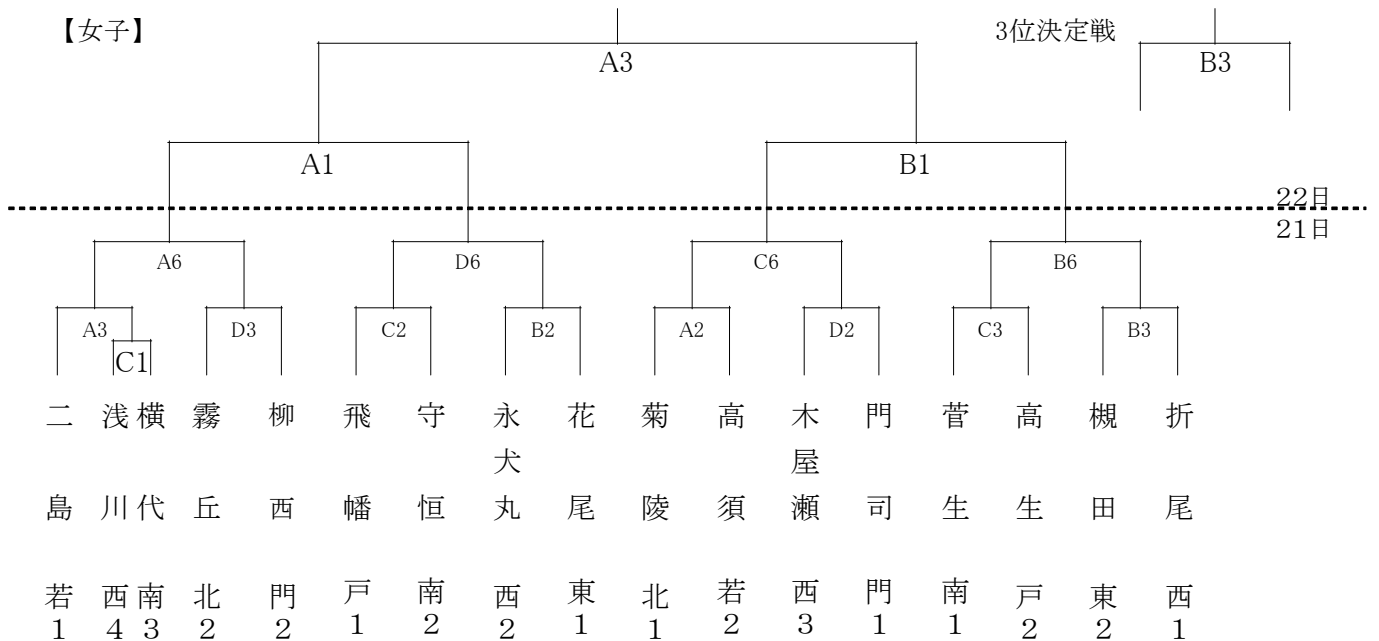 【女子】
3位決定戦
A3
B3
A1
B1
22日
21日
A6
D6
C6
B6
A3
D3
C2
B2
A2
D2
C3
B3
C1
二島
浅川
横代
霧丘
柳西
飛幡
守恒
永犬丸
花尾
菊陵
高須
木屋瀬
門司
菅生
高生
槻田
折尾
若1
西4
南3
北2
門2
戸1
南2
西2
東1
北1
若2
西3
門1
南1
戸2
東2
西1